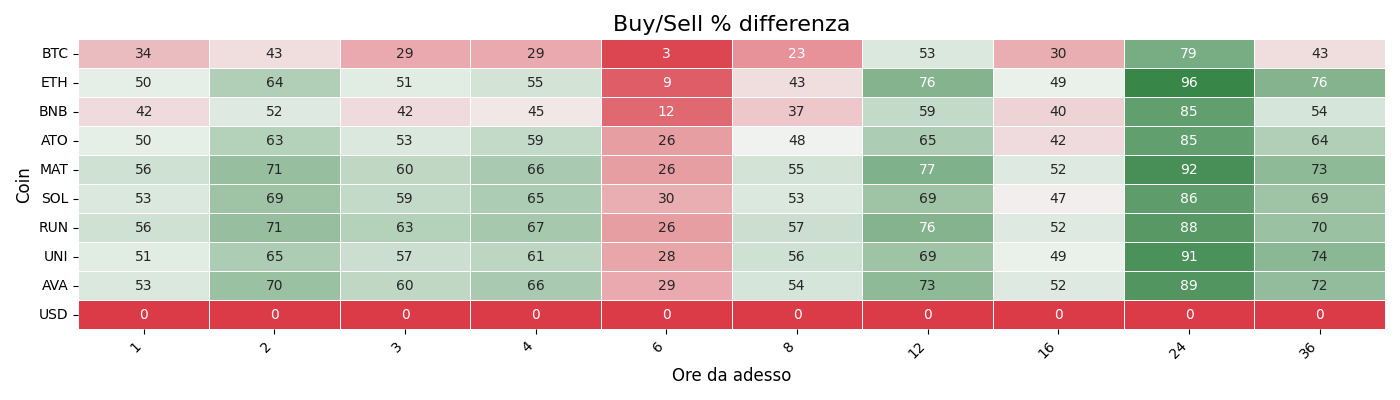 Buy/Sell % differenza
Coin
BTC 34 43 29 29 3 23 53 30 79 43
ETH 50 64 51 55 9 43 76 49 96 76
BNB 42 52 42 45 12 37 59 40 85 54
ATO 50 63 53 59 26 48 65 42 85 64
MAT 56 71 60 66 26 55 77 52 92 73
SOL 53 69 59 65 30 53 69 47 86 69
RUN 56 71 63 67 26 57 76 52 88 70
UNI 51 65 57 61 28 56 69 49 91 74
AVA 53 70 60 66 29 54 73 52 89 72
USD 0 0 0 0 0 0 0 0 0 0
1 2 3 4 6 8 12 16 24 36
Ore da adesso